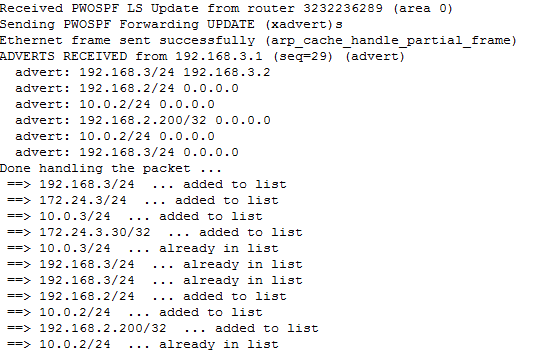 Received PWOSPF LS Update from router 3232236289 (area 0)
Sending PWOSPF Forwarding UPDATE (xadvert)s
Ethernet frame sent successfully (arp_cache_handle_partial_frame)
ADVERTS RECEIVED from 192.168.3.1 (seq=29) (advert)
advert: 192.168.3/24 192.168.3.2
advert: 192.168.2/24 0.0.0.0
advert: 10.0.2/24 0.0.0.0
advert: 192.168.2.200/32 0.0.0.0
advert: 10.0.2/24 0.0.0.0
advert: 192.168.3/24 0.0.0.0
Done handling the packet ...
==> 192.168.3/24 ... added to list
==> 172.24.3/24 ... added to list
==> 10.0.3/24 ... added to list
==> 172.24.3.30/32 ... added to list
==> 10.0.3/24 ... already in list
==> 192.168.3/24 ... already in list
==> 192.168.3/24 ... already in list
==> 192.168.2/24 ... added to list
==> 10.0.2/24 ... added to list
==> 192.168.2.200/32 ... added to list
==> 10.0.2/24 ... already in list